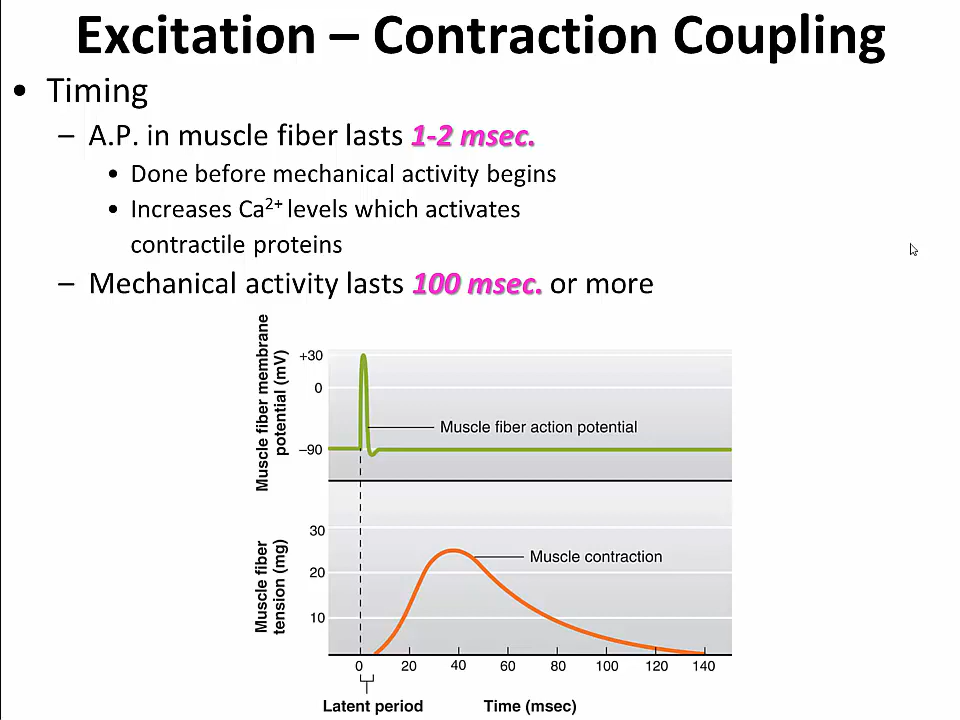 Excitation – Contraction Coupling
• Timing
– A.P. in muscle fiber lasts 1-2 msec.
• Done before mechanical activity begins
• Increases Ca²⁺ levels which activates
contractile proteins
– Mechanical activity lasts 100 msec. or more
Muscle fiber membrane
potential (mV)
+30
0
–90
Muscle fiber action potential
Muscle fiber
tension (mg)
30
20
10
Muscle contraction
0 20 40 60 80 100 120 140
Latent period Time (msec)